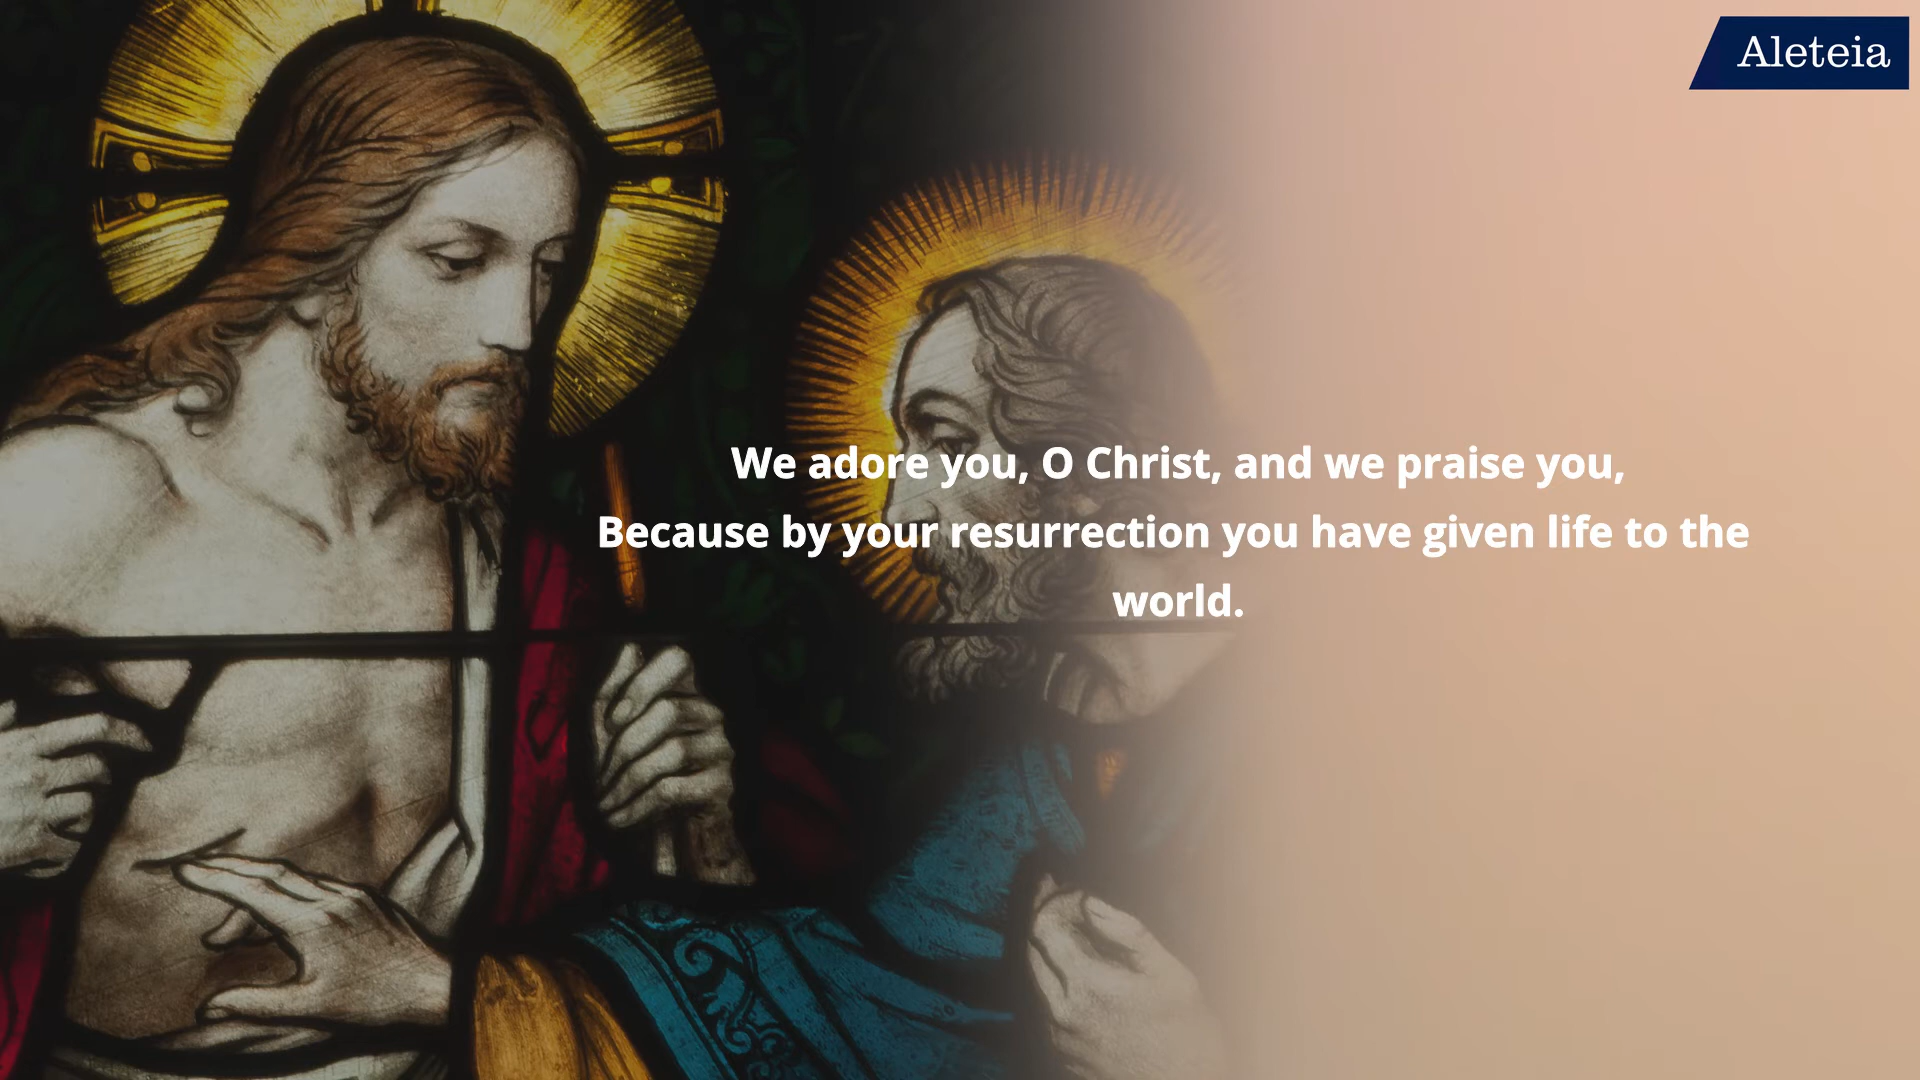 Aleteia
We adore you, O Christ, and we praise you,
Because by your resurrection you have given life to the
world.